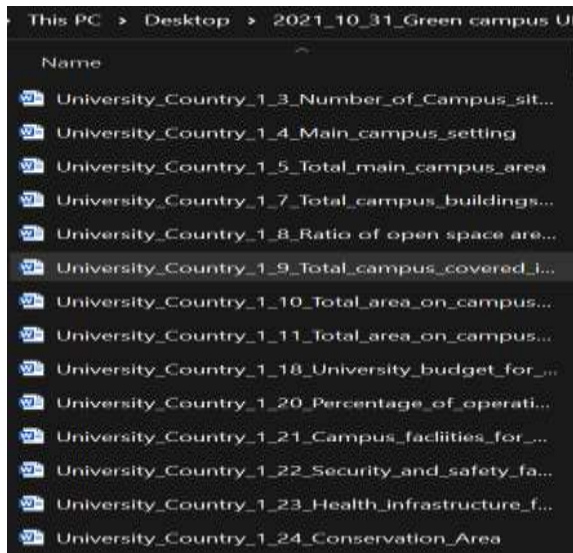 This PC > Desktop > 2021_10_31_Green campus U
Name
University_Country_1_3_Number_of_Campus_sit...
University_Country_1_4_Main_campus_setting
University_Country_1_5_Total_main_campus_area
University_Country_1_7_Total_campus_buildings...
University_Country_1_8_Ratio of open space are...
University_Country_1_9_Total_campus_covered_i...
University_Country_1_10_Total_area_on_campus...
University_Country_1_11_Total_area_on_campus...
University_Country_1_18_University_budget_for_...
University_Country_1_20_Percentage_of_operati...
University_Country_1_21_Campus_facliities_for_...
University_Country_1_22_Security_and_safety_fa...
University_Country_1_23_Health_infrastructure_f...
University_Country_1_24_Conservation_Area